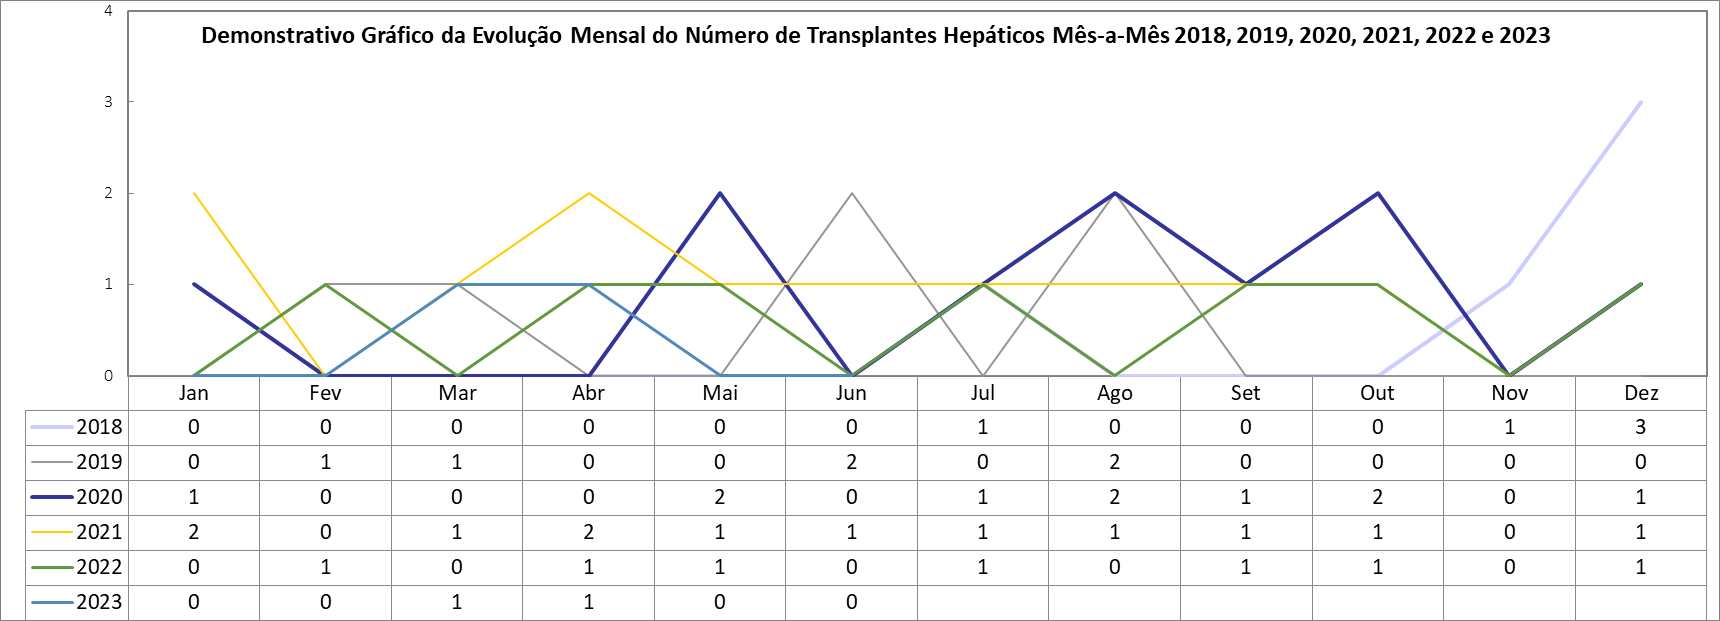 Demonstrativo Gráfico da Evolução Mensal do Número de Transplantes Hepáticos Mês-a-Mês 2018, 2019, 2020, 2021, 2022 e 2023
4
3
2
1
0
Jan Fev Mar Abr Mai Jun Jul Ago Set Out Nov Dez
2018 0 0 0 0 0 0 1 0 0 0 1 3
2019 0 1 1 0 0 2 0 2 0 0 0 0
2020 1 0 0 0 2 0 1 2 1 2 0 1
2021 2 0 1 2 1 1 1 1 1 1 0 1
2022 0 1 0 1 1 0 1 0 1 1 0 1
2023 0 0 1 1 0 0